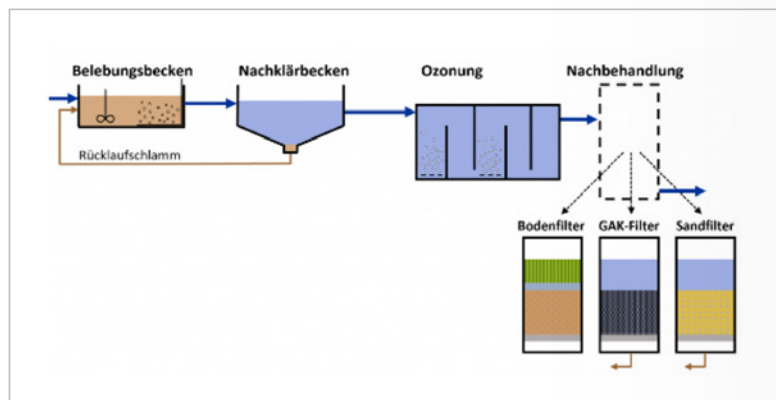 Belebungsbecken
Nachklärbecken
Ozonung
Nachbehandlung
Rücklaufschlamm
Bodenfilter
GAK-Filter
Sandfilter